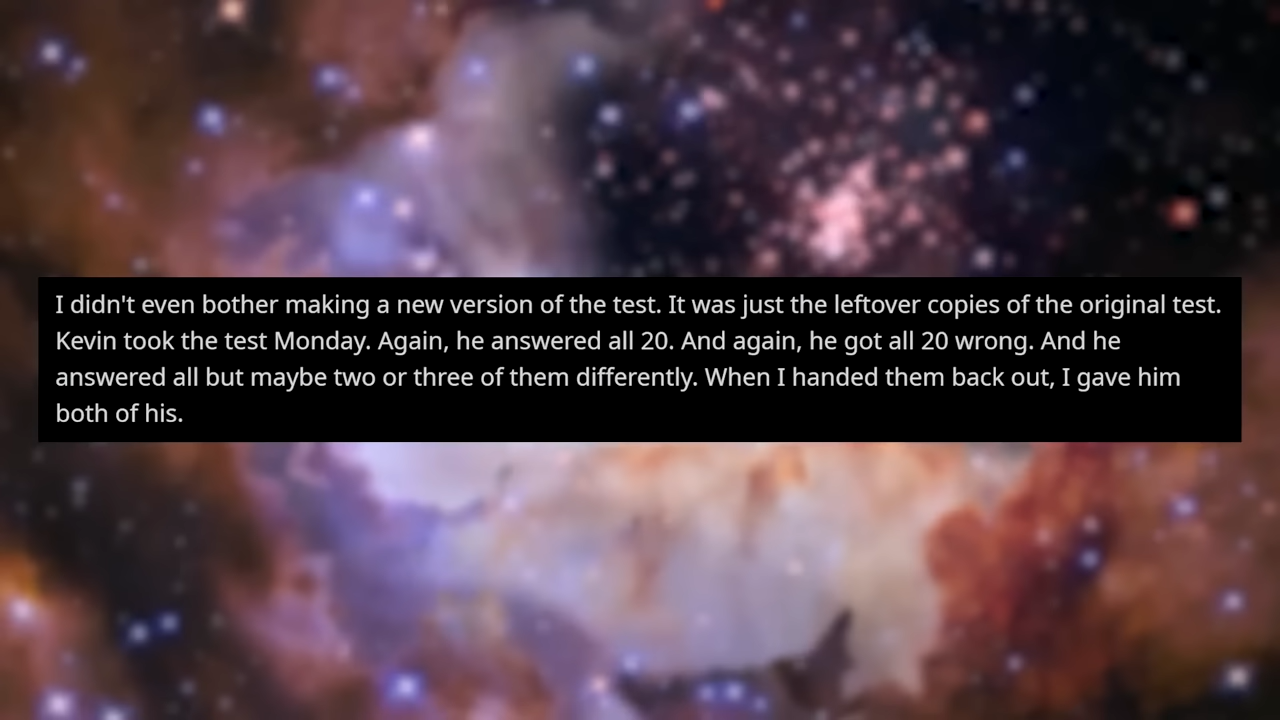 I didn't even bother making a new version of the test. It was just the leftover copies of the original test.
Kevin took the test Monday. Again, he answered all 20. And again, he got all 20 wrong. And he
answered all but maybe two or three of them differently. When I handed them back out, I gave him
both of his.